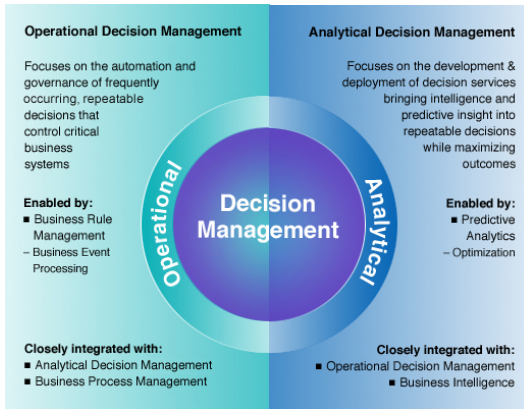 Operational Decision Management
Focuses on the automation and
governance of frequently
occurring, repeatable
decisions that
control critical
business
systems
Enabled by:
■ Business Rule
Management
– Business Event
Processing
Closely integrated with:
■ Analytical Decision Management
■ Business Process Management
Operational
Decision
Management
Analytical
Analytical Decision Management
Focuses on the development &
deployment of decision services
bringing intelligence and
predictive insight into
repeatable decisions
while maximizing
outcomes
Enabled by:
■ Predictive
Analytics
– Optimization
Closely integrated with:
■ Operational Decision Management
■ Business Intelligence